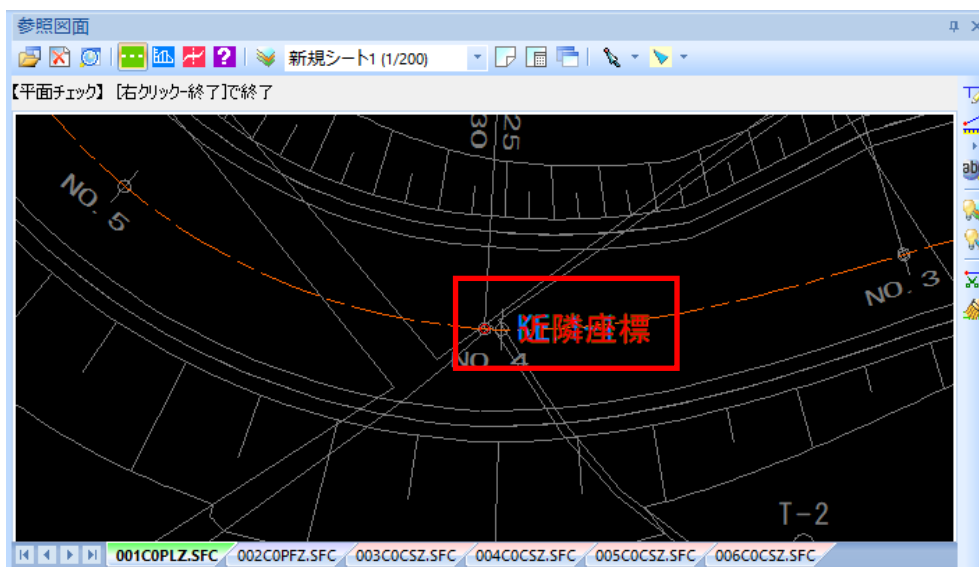 参照図面
新規シート1 (1/200)
【平面チェック】 [右クリック-終了]で終了
30
25
NO. 5
NO. 3
近隣座標
NO. 4
T-2
001C0PLZ.SFC 002C0PFZ.SFC 003C0CSZ.SFC 004C0CSZ.SFC 005C0CSZ.SFC 006C0CSZ.SFC